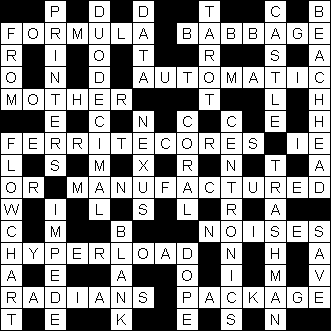 P D D T C B
FORMULA BABBAGE
R I O T R S A
O N D AUTOMATIC
MOTHER T L H
E C N C C E H
FERRITECORES IE
L S M X R N T A
OR MANUFACTURED
W I L S L R A
C M B NOISES
HYPERLOAD N H A
A E A O I M V
RADIANS PACKAGE
T E K E S N